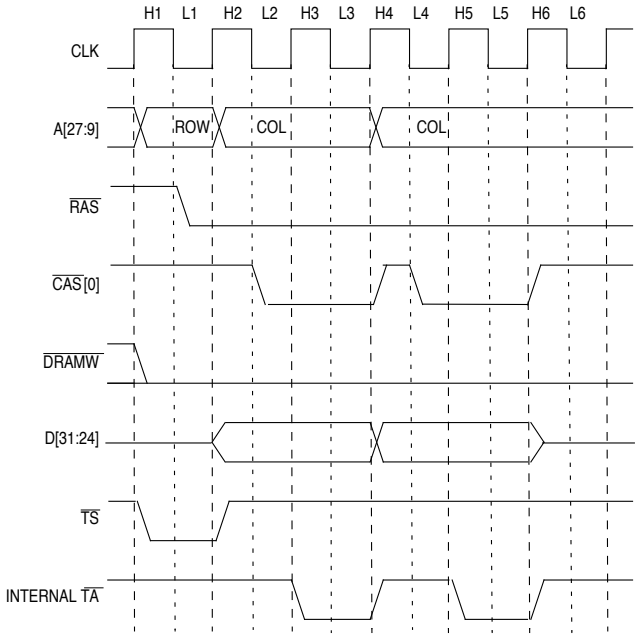 H1 L1 H2 L2 H3 L3 H4 L4 H5 L5 H6 L6
CLK
A[27:9] ROW COL COL
RAS
CAS[0]
DRAMW
D[31:24]
TS
INTERNAL TA